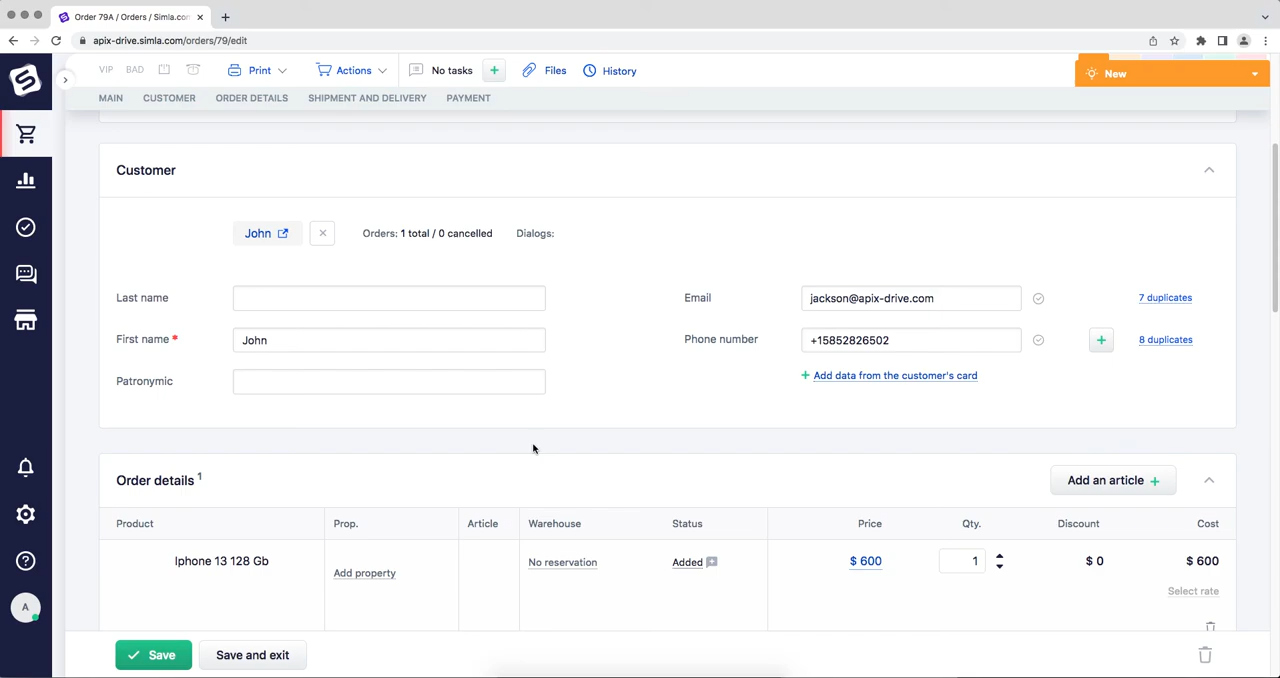 Order 79A / Orders / Simla.con
apix-drive.simla.com/orders/79/edit
VIP BAD Print Actions No tasks + Files History New
MAIN CUSTOMER ORDER DETAILS SHIPMENT AND DELIVERY PAYMENT
Customer
John Orders: 1 total / 0 cancelled Dialogs:
Last name Email jackson@apix-drive.com 7 duplicates
First name * John Phone number +15852826502 + 8 duplicates
Patronymic + Add data from the customer's card
Order details 1 Add an article +
Product Prop. Article Warehouse Status Price Qty. Discount Cost
Iphone 13 128 Gb Add property No reservation Added $ 600 1 $ 0 $ 600
Select rate
A
Save Save and exit